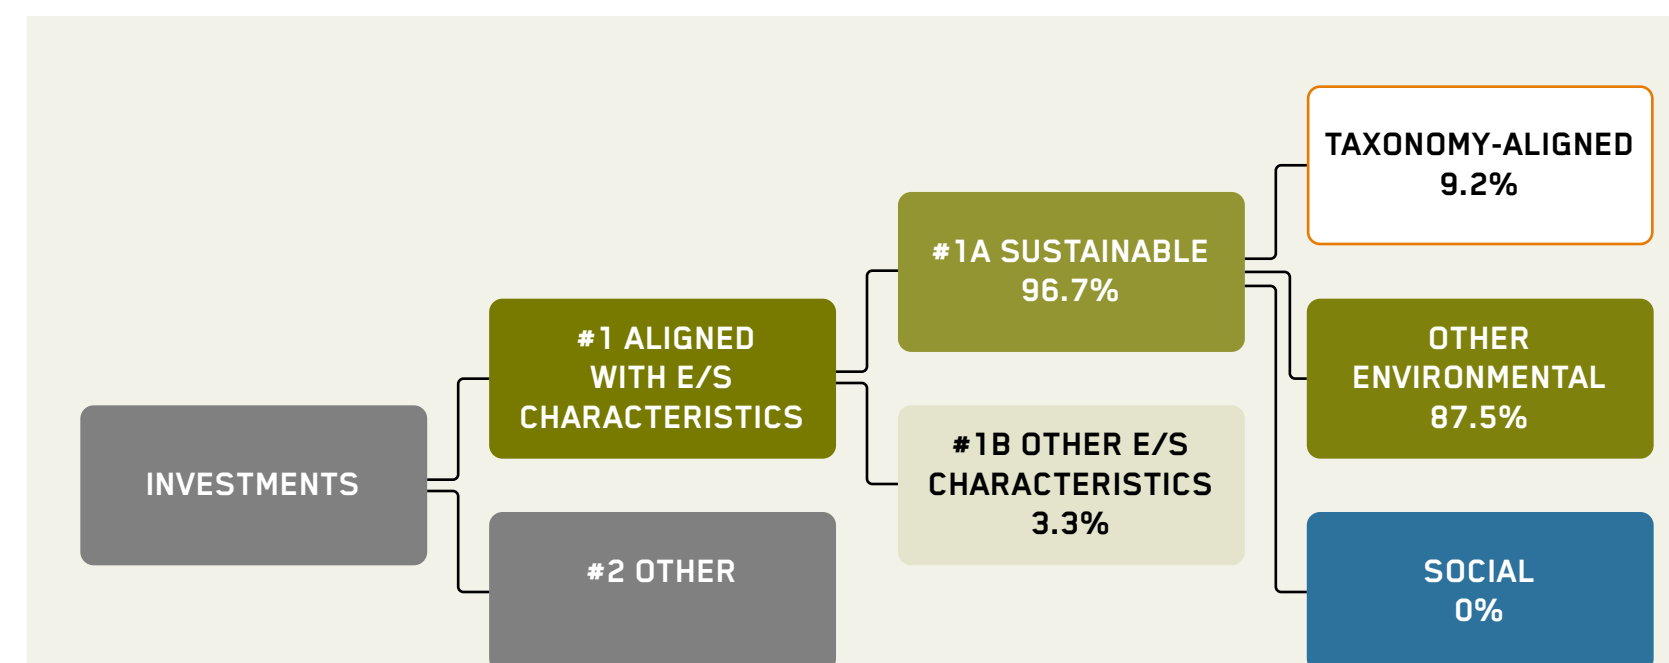 TAXONOMY-ALIGNED
9.2%
#1A SUSTAINABLE
96.7%
#1 ALIGNED
WITH E/S
CHARACTERISTICS
OTHER
ENVIRONMENTAL
87.5%
INVESTMENTS
#1B OTHER E/S
CHARACTERISTICS
3.3%
#2 OTHER
SOCIAL
0%